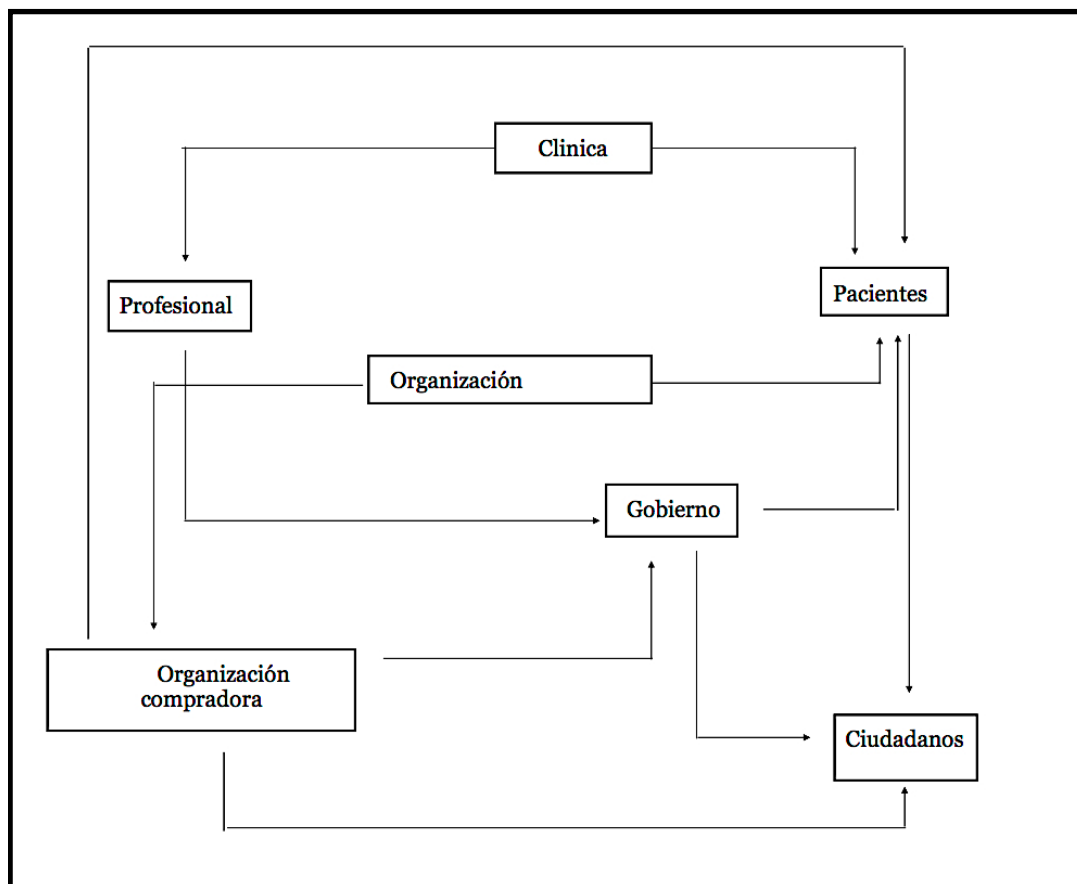 Clinica
Pacientes
Profesional
Organización
Gobierno
Organización
compradora
Ciudadanos